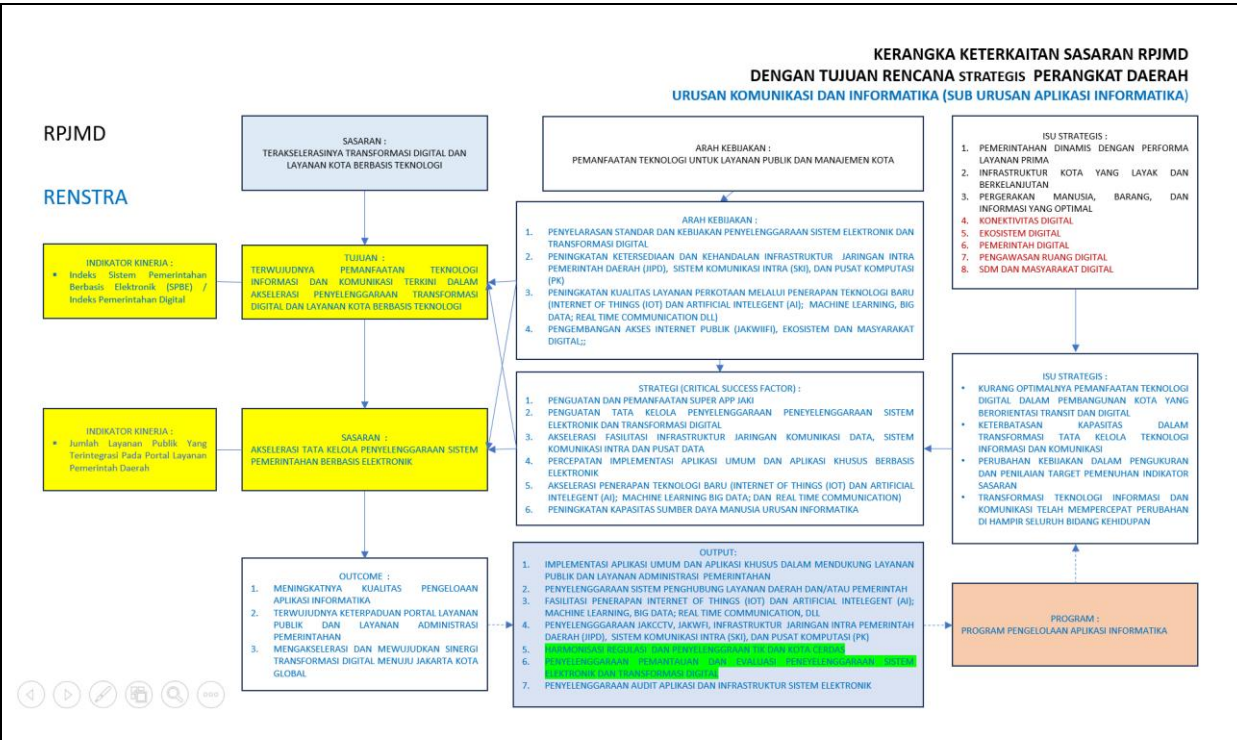 KERANGKA KETERKAITAN SASARAN RPJMD
DENGAN TUJUAN RENCANA STRATEGIS PERANGKAT DAERAH
URUSAN KOMUNIKASI DAN INFORMATIKA (SUB URUSAN APLIKASI INFORMATIKA)
RPJMD
RENSTRA
SASARAN :
TERAKSELERASINYA TRANSFORMASI DIGITAL DAN
LAYANAN KOTA BERBASIS TEKNOLOGI
ARAH KEBIJAKAN :
PEMANFAATAN TEKNOLOGI UNTUK LAYANAN PUBLIK DAN MANAJEMEN KOTA
ISU STRATEGIS :
1. PEMERINTAHAN DINAMIS DENGAN PERFORMA
LAYANAN PRIMA
2. INFRASTRUKTUR KOTA YANG LAYAK DAN
BERKELANJUTAN
3. PERGERAKAN MANUSIA, BARANG, DAN
INFORMASI YANG OPTIMAL
4. KONEKTIVITAS DIGITAL
5. EKOSISTEM DIGITAL
6. PEMERINTAH DIGITAL
7. PENGAWASAN RUANG DIGITAL
8. SDM DAN MASYARAKAT DIGITAL
INDIKATOR KINERJA :
▪ Indeks Sistem Pemerintahan
Berbasis Elektronik (SPBE) /
Indeks Pemerintahan Digital
TUJUAN :
TERWUJUDNYA PEMANFAATAN TEKNOLOGI
INFORMASI DAN KOMUNIKASI TERKINI DALAM
AKSELERASI PENYELENGGARAAN TRANSFORMASI
DIGITAL DAN LAYANAN KOTA BERBASIS TEKNOLOGI
ARAH KEBIJAKAN :
1. PENYELARASAN STANDAR DAN KEBIJAKAN PENYELENGGARAAN SISTEM ELEKTRONIK DAN
TRANSFORMASI DIGITAL
2. PENINGKATAN KETERSEDIAAN DAN KEHANDALAN INFRASTRUKTUR JARINGAN INTRA
PEMERINTAH DAERAH (JIPD), SISTEM KOMUNIKASI INTRA (SKI), DAN PUSAT KOMPUTASI
(PK)
3. PENINGKATAN KUALITAS LAYANAN PERKOTAAN MELALUI PENERAPAN TEKNOLOGI BARU
(INTERNET OF THINGS (IOT) DAN ARTIFICIAL INTELEGENT (AI); MACHINE LEARNING, BIG
DATA; REAL TIME COMMUNICATION DLL)
4. PENGEMBANGAN AKSES INTERNET PUBLIK (JAKWIIFI), EKOSISTEM DAN MASYARAKAT
DIGITAL;;
INDIKATOR KINERJA :
▪ Jumlah Layanan Publik Yang
Terintegrasi Pada Portal Layanan
Pemerintah Daerah
SASARAN :
AKSELERASI TATA KELOLA PENYELENGGARAAN SISTEM
PEMERINTAHAN BERBASIS ELEKTRONIK
STRATEGI (CRITICAL SUCCESS FACTOR) :
1. PENGUATAN DAN PEMANFAATAN SUPER APP JAKI
2. PENGUATAN TATA KELOLA PENYELENGGARAAN PENEYELENGGARAAN SISTEM
ELEKTRONIK DAN TRANSFORMASI DIGITAL
3. AKSELERASI FASILITASI INFRASTRUKTUR JARINGAN KOMUNIKASI DATA, SISTEM
KOMUNIKASI INTRA DAN PUSAT DATA
4. PERCEPATAN IMPLEMENTASI APLIKASI UMUM DAN APLIKASI KHUSUS BERBASIS
ELEKTRONIK
5. AKSELERASI PENERAPAN TEKNOLOGI BARU (INTERNET OF THINGS (IOT) DAN ARTIFICIAL
INTELEGENT (AI); MACHINE LEARNING BIG DATA; DAN REAL TIME COMMUNICATION)
6. PENINGKATAN KAPASITAS SUMBER DAYA MANUSIA URUSAN INFORMATIKA
ISU STRATEGIS :
• KURANG OPTIMALNYA PEMANFAATAN TEKNOLOGI
DIGITAL DALAM PEMBANGUNAN KOTA YANG
BERORIENTASI TRANSIT DAN DIGITAL
• KETERBATASAN KAPASITAS DALAM
TRANSFORMASI TATA KELOLA TEKNOLOGI
INFORMASI DAN KOMUNIKASI
• PERUBAHAN KEBIJAKAN DALAM PENGUKURAN
DAN PENILAIAN TARGET PEMENUHAN INDIKATOR
SASARAN
• TRANSFORMASI TEKNOLOGI INFORMASI DAN
KOMUNIKASI TELAH MEMPERCEPAT PERUBAHAN
DI HAMPIR SELURUH BIDANG KEHIDUPAN
OUTCOME :
1. MENINGKATNYA KUALITAS PENGELOAAN
APLIKASI INFORMATIKA
2. TERWUJUDNYA KETERPADUAN PORTAL LAYANAN
PUBLIK DAN LAYANAN ADMINISTRASI
PEMERINTAHAN
3. MENGAKSELERASI DAN MEWUJUDKAN SINERGI
TRANSFORMASI DIGITAL MENUJU JAKARTA KOTA
GLOBAL
OUTPUT:
1. IMPLEMENTASI APLIKASI UMUM DAN APLIKASI KHUSUS DALAM MENDUKUNG LAYANAN
PUBLIK DAN LAYANAN ADMINISTRASI PEMERINTAHAN
2. PENYELENGGARAAN SISTEM PENGHUBUNG LAYANAN DAERAH DAN/ATAU PEMERINTAH
3. FASILITASI PENERAPAN INTERNET OF THINGS (IOT) DAN ARTIFICIAL INTELEGENT (AI);
MACHINE LEARNING, BIG DATA; REAL TIME COMMUNICATION, DLL
4. PENYELENGGGARAAN JAKCCTV, JAKWFI, INFRASTRUKTUR JARINGAN INTRA PEMERINTAH
DAERAH (JIPD), SISTEM KOMUNIKASI INTRA (SKI), DAN PUSAT KOMPUTASI (PK)
5. HARMONISASI REGULASI DAN PENYELENGGRAAN TIK DAN KOTA CERDAS
6. PENYELENGGARAAN PEMANTAUAN DAN EVALUASI PENEYELENGGARAAN SISTEM
ELEKTRONIK DAN TRANSFORMASI DIGITAL
7. PENYELENGGARAAN AUDIT APLIKASI DAN INFRASTRUKTUR SISTEM ELEKTRONIK
PROGRAM :
PROGRAM PENGELOLAAN APLIKASI INFORMATIKA